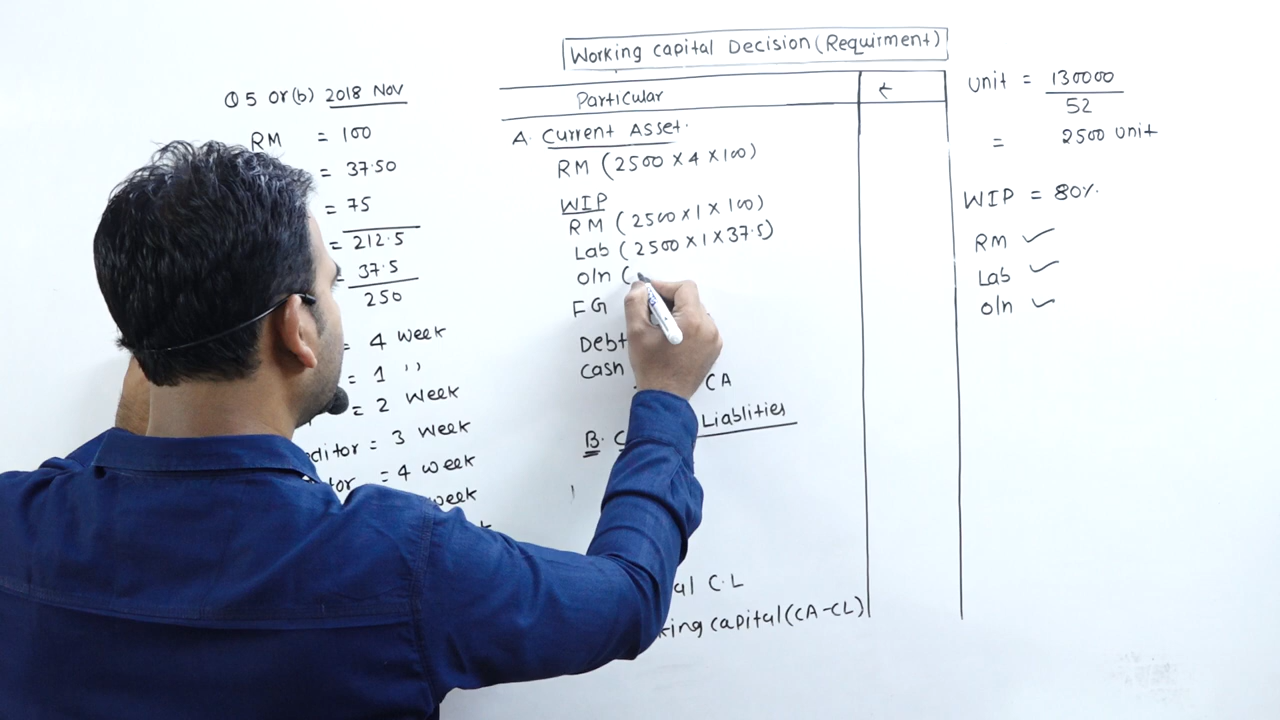 Working Capital Decision (Requirment)
Q 5 Or(b) 2018 NOV
RM = 100
= 37.50
= 75
= 212.5
= 37.5
250
= 4 Week
= 1 ,,
= 2 Week
ditor = 3 Week
tor = 4 week
week
Particular
A. Current Asset.
RM (2500 × 4 × 100)
WIP
RM (2500 × 1 × 100)
Lab (2500 × 1 × 37.5)
o/n (
FG
Debt
Cash
CA
B. C Liablities
al C.L
king capital (CA-CL)
Unit = 130000
52
= 2500 Unit
WIP = 80%.
RM ✓
Lab ✓
o/n ✓